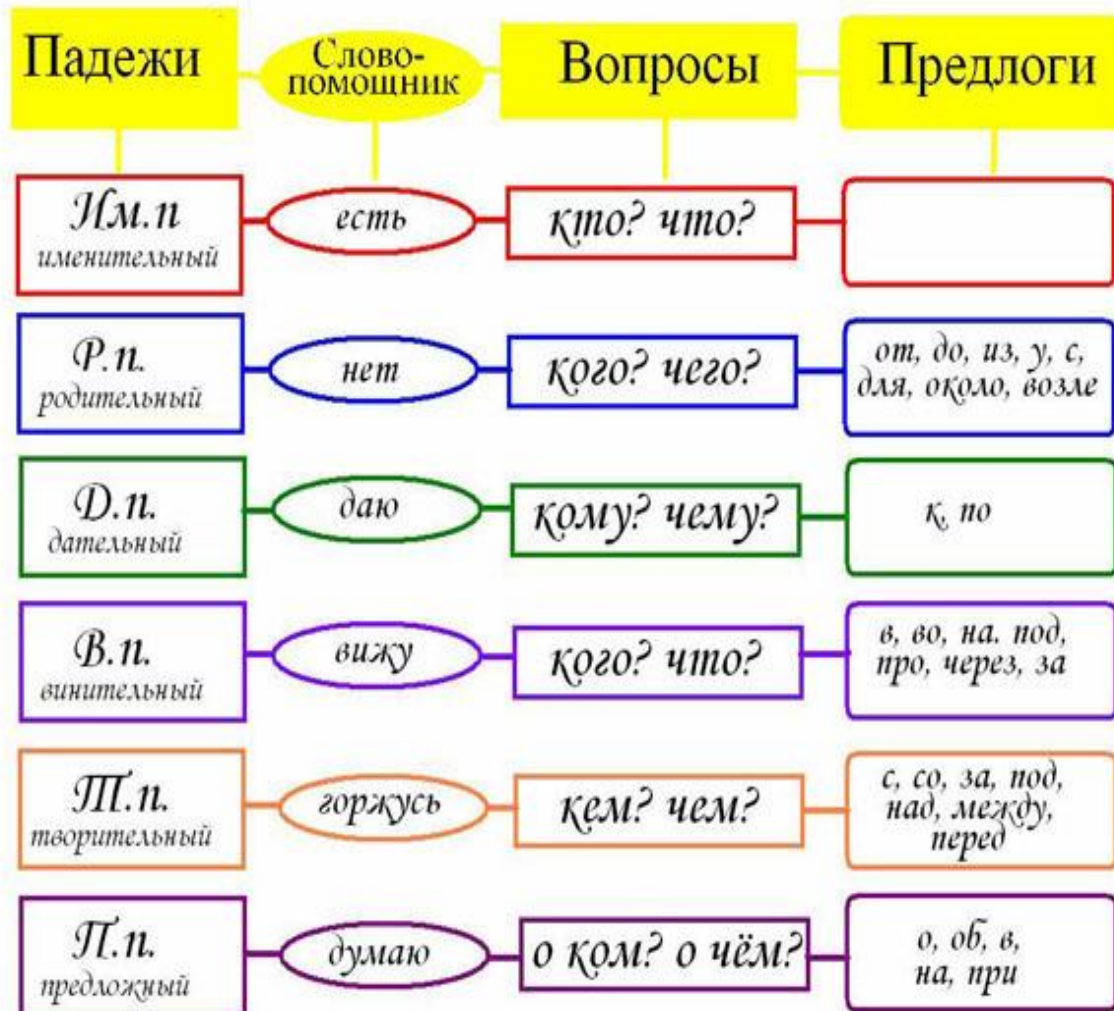 Падежи
Слово-
помощник
Вопросы
Предлоги
Им.п
именительный
есть
кто? что?
Р.п.
родительный
нет
кого? чего?
от, до, из, у, с,
для, около, возле
Д.п.
дательный
даю
кому? чему?
к, по
В.п.
винительный
вижу
кого? что?
в, во, на. под,
про, через, за
Т.п.
творительный
горжусь
кем? чем?
с, со, за, под,
над, между,
перед
П.п.
предложный
думаю
о ком? о чём?
о, об, в,
на, при